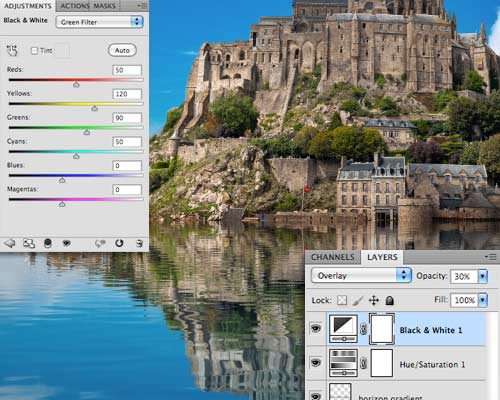 ADJUSTMENTS ACTIONS MASKS
Black & White Green Filter
Tint Auto
Reds: 50
Yellows: 120
Greens: 90
Cyans: 50
Blues: 0
Magentas: 0
CHANNELS LAYERS
Overlay Opacity: 30%
Lock: Fill: 100%
Black & White 1
Hue/Saturation 1
horizon gradient